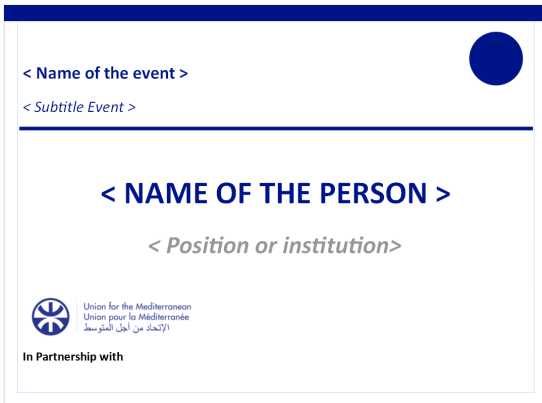 < Name of the event >
< Subtitle Event >
< NAME OF THE PERSON >
< Position or institution>
Union for the Mediterranean
Union pour la Méditerranée
الإتحاد من أجل المتوسط
In Partnership with